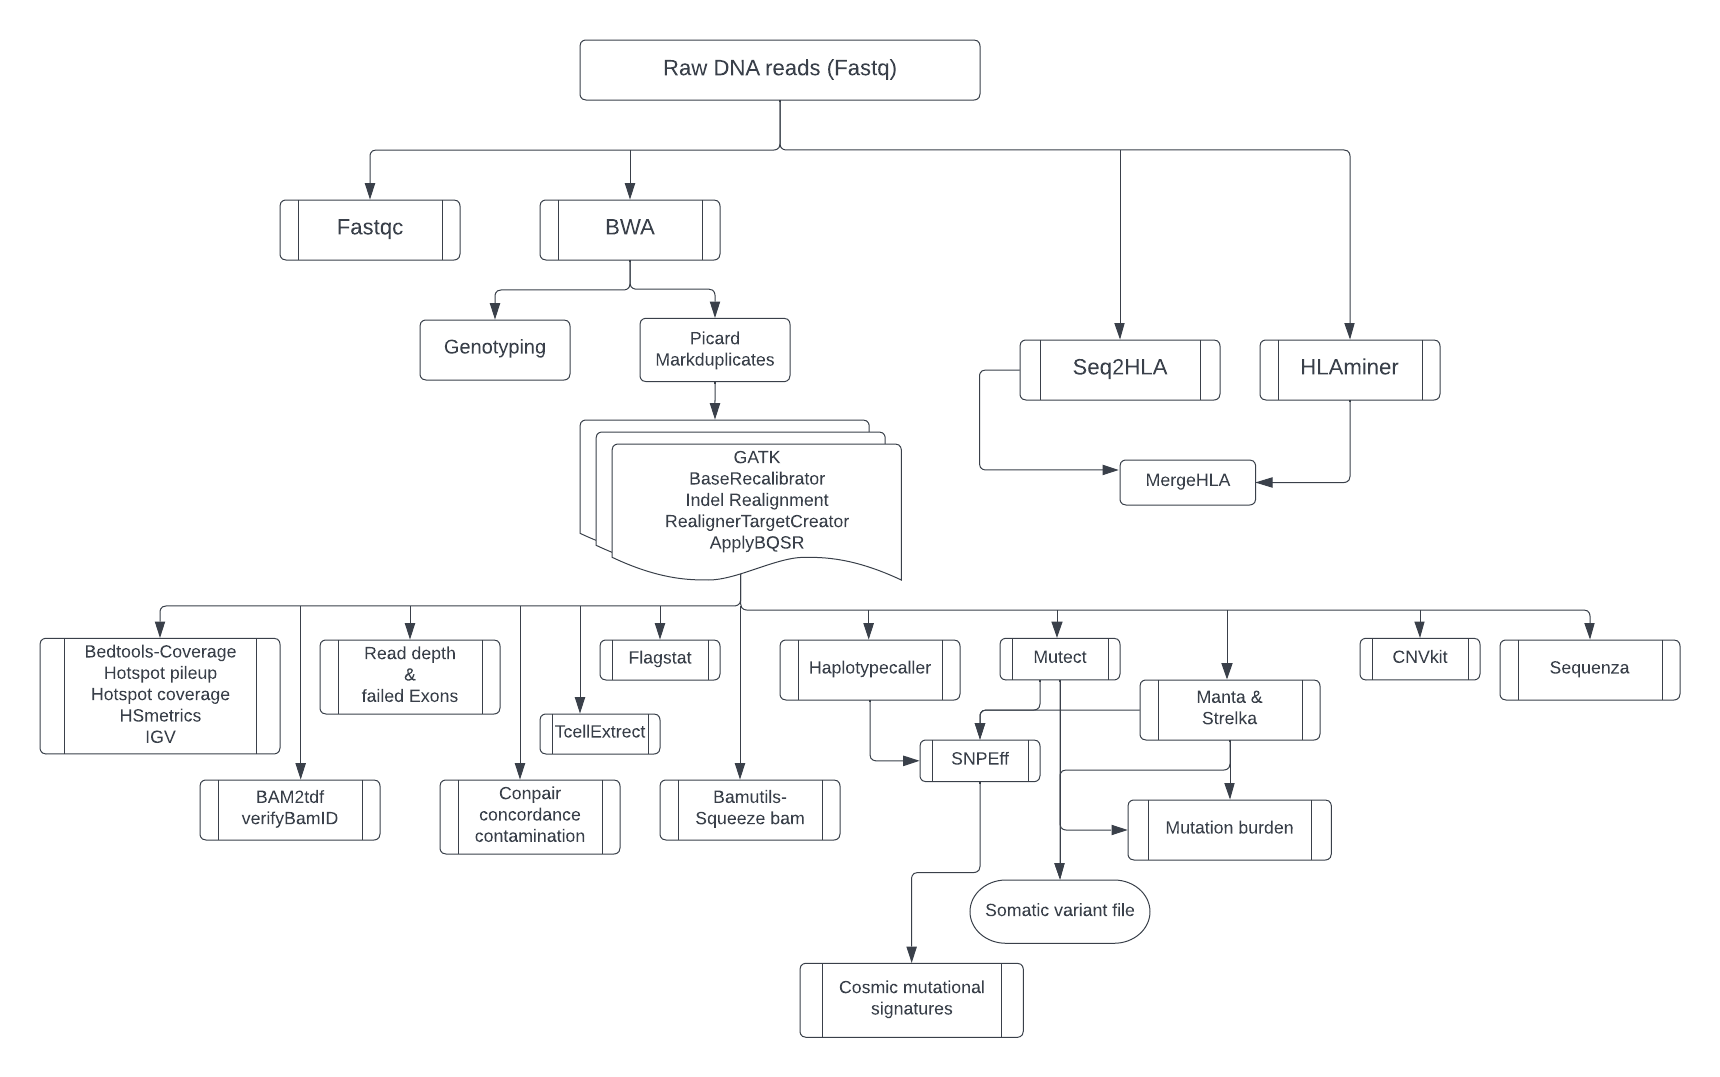 Raw DNA reads (Fastq)
Fastqc
BWA
Genotyping
Picard
Markduplicates
Seq2HLA
HLAminer
MergeHLA
GATK
BaseRecalibrator
Indel Realignment
RealignerTargetCreator
ApplyBQSR
Bedtools-Coverage
Hotspot pileup
Hotspot coverage
HSmetrics
IGV
Read depth
&
failed Exons
Flagstat
TcellExtrect
Haplotypecaller
Mutect
Manta &
Strelka
CNVkit
Sequenza
SNPEff
BAM2tdf
verifyBamID
Conpair
concordance
contamination
Bamutils-
Squeeze bam
Mutation burden
Somatic variant file
Cosmic mutational
signatures